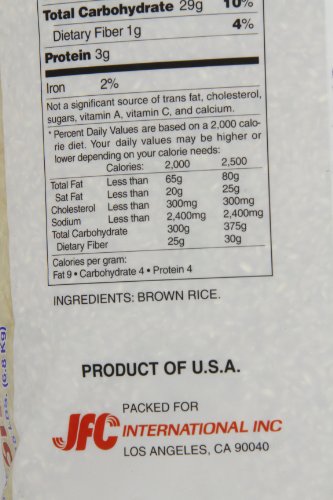 Total Carbohydrate 29g 10%
Dietary Fiber 1g 4%
Protein 3g
Iron 2%
Not a significant source of trans fat, cholesterol,
sugars, vitamin A, vitamin C, and calcium.
*Percent Daily Values are based on a 2,000 calo-
rie diet. Your daily values may be higher or
lower depending on your calorie needs:
Calories: 2,000 2,500
Total Fat Less than 65g 80g
Sat Fat Less than 20g 25g
Cholesterol Less than 300mg 300mg
Sodium Less than 2,400mg 2,400mg
Total Carbohydrate 300g 375g
Dietary Fiber 25g 30g
Calories per gram:
Fat 9 • Carbohydrate 4 • Protein 4
INGREDIENTS: BROWN RICE.
PRODUCT OF U.S.A.
PACKED FOR
JFC INTERNATIONAL INC
LOS ANGELES, CA 90040
(6.8 Kg)